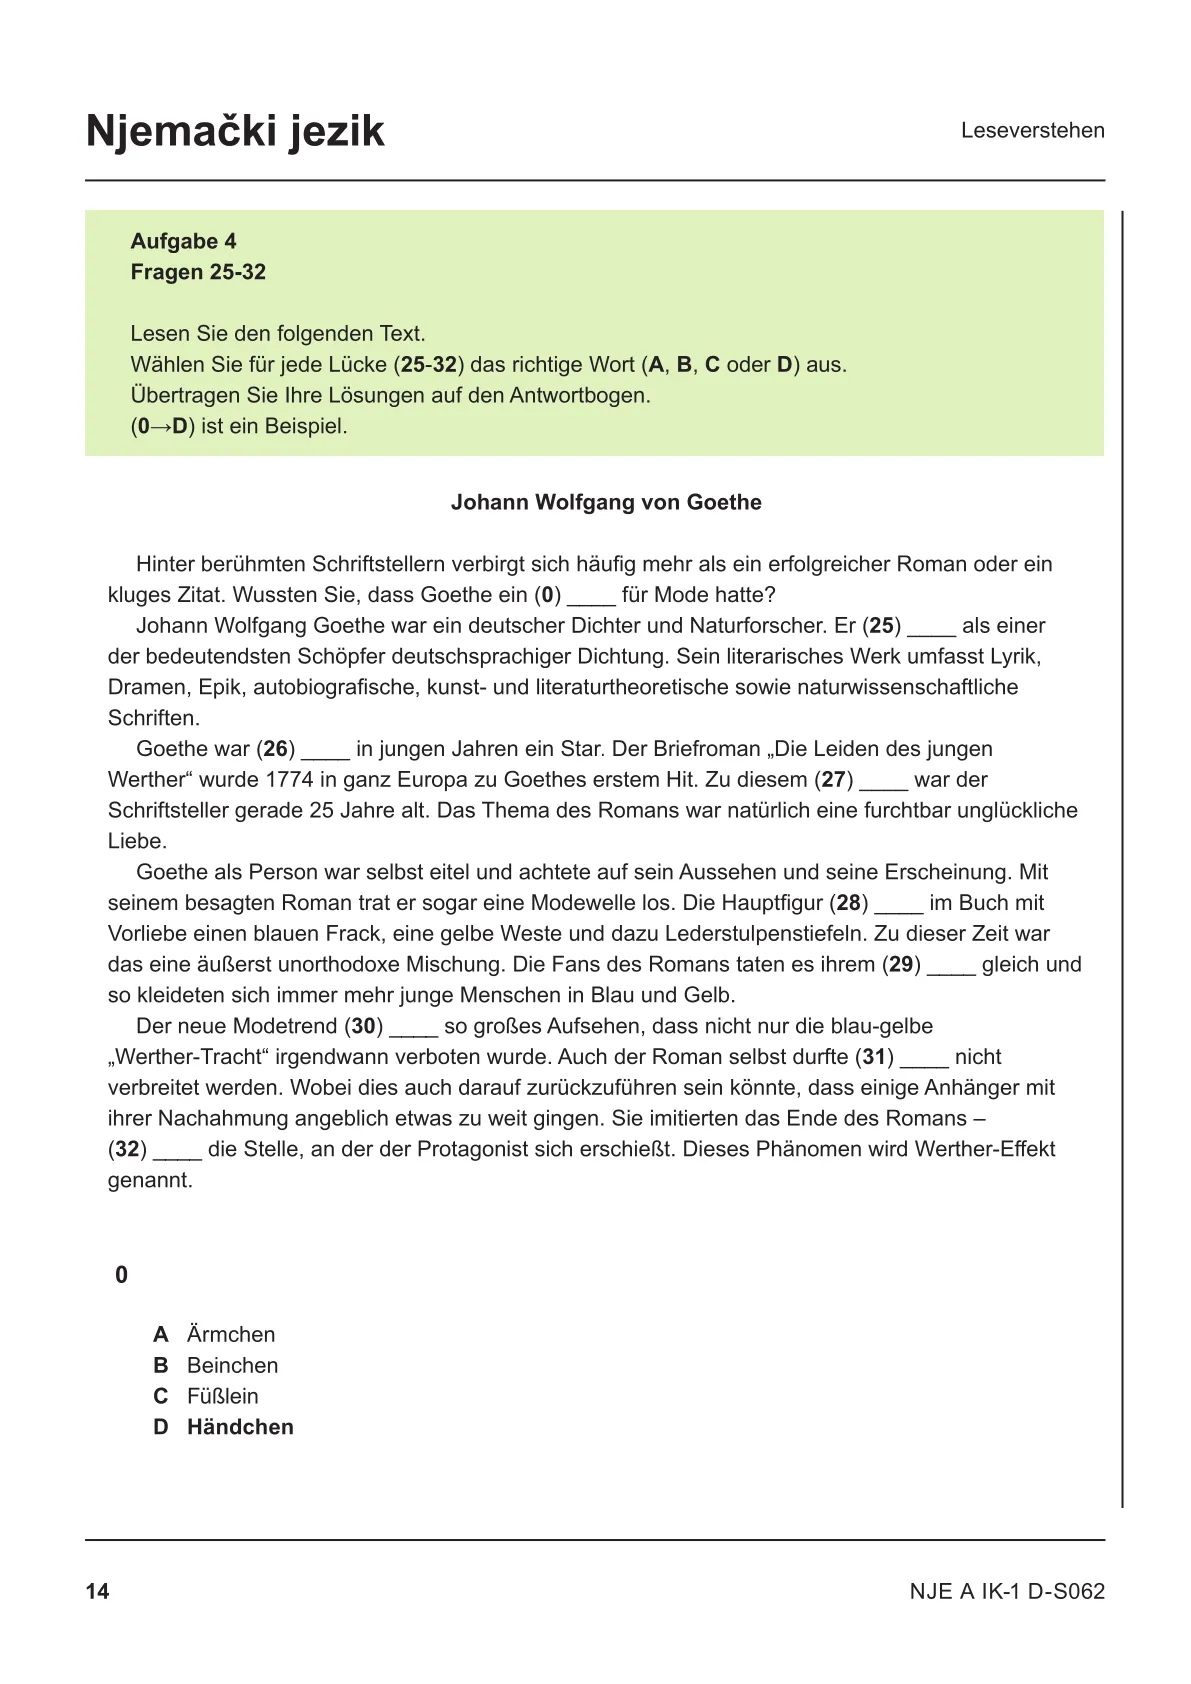 Njemački jezik
Leseverstehen
Aufgabe 4
Fragen 25-32
Lesen Sie den folgenden Text.
Wählen Sie für jede Lücke (25-32) das richtige Wort (A, B, C oder D) aus.
Übertragen Sie Ihre Lösungen auf den Antwortbogen.
(0→D) ist ein Beispiel.
Johann Wolfgang von Goethe
Hinter berühmten Schriftstellern verbirgt sich häufig mehr als ein erfolgreicher Roman oder ein
kluges Zitat. Wussten Sie, dass Goethe ein (0) ____ für Mode hatte?
Johann Wolfgang Goethe war ein deutscher Dichter und Naturforscher. Er (25) ____ als einer
der bedeutendsten Schöpfer deutschsprachiger Dichtung. Sein literarisches Werk umfasst Lyrik,
Dramen, Epik, autobiografische, kunst- und literaturtheoretische sowie naturwissenschaftliche
Schriften.
Goethe war (26) ____ in jungen Jahren ein Star. Der Briefroman „Die Leiden des jungen
Werther“ wurde 1774 in ganz Europa zu Goethes erstem Hit. Zu diesem (27) ____ war der
Schriftsteller gerade 25 Jahre alt. Das Thema des Romans war natürlich eine furchtbar unglückliche
Liebe.
Goethe als Person war selbst eitel und achtete auf sein Aussehen und seine Erscheinung. Mit
seinem besagten Roman trat er sogar eine Modewelle los. Die Hauptfigur (28) ____ im Buch mit
Vorliebe einen blauen Frack, eine gelbe Weste und dazu Lederstulpenstiefeln. Zu dieser Zeit war
das eine äußerst unorthodoxe Mischung. Die Fans des Romans taten es ihrem (29) ____ gleich und
so kleideten sich immer mehr junge Menschen in Blau und Gelb.
Der neue Modetrend (30) ____ so großes Aufsehen, dass nicht nur die blau-gelbe
„Werther-Tracht“ irgendwann verboten wurde. Auch der Roman selbst durfte (31) ____ nicht
verbreitet werden. Wobei dies auch darauf zurückzuführen sein könnte, dass einige Anhänger mit
ihrer Nachahmung angeblich etwas zu weit gingen. Sie imitierten das Ende des Romans –
(32) ____ die Stelle, an der der Protagonist sich erschießt. Dieses Phänomen wird Werther-Effekt
genannt.
0
A Ärmchen
B Beinchen
C Füßlein
D Händchen
14
NJE A IK-1 D-S062